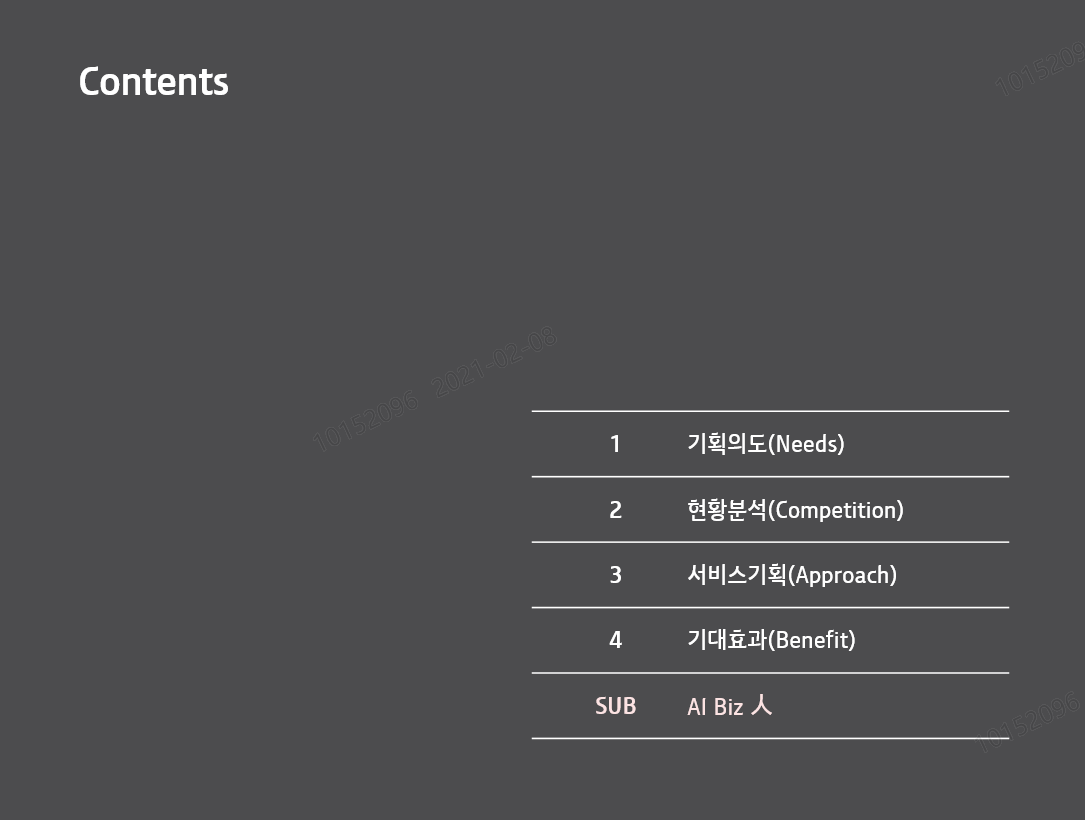 Contents
10152096
10152096 2021-02-08
1 기획의도(Needs)
2 현황분석(Competition)
3 서비스기획(Approach)
4 기대효과(Benefit)
SUB AI Biz 人
10152096